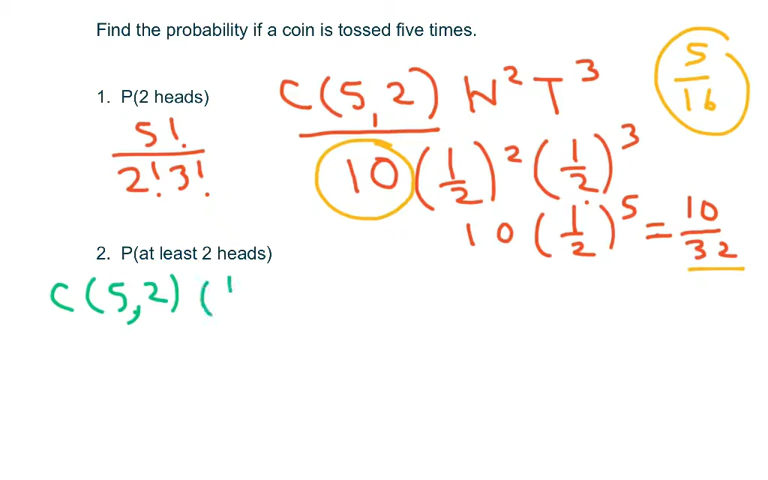 Find the probability if a coin is tossed five times.
1. P(2 heads)
5!
2!3!
C(5,2) H² T³
10(1/2)²(1/2)³
10(1/2)⁵ = 10/32
5/16
2. P(at least 2 heads)
C(5,2)(1